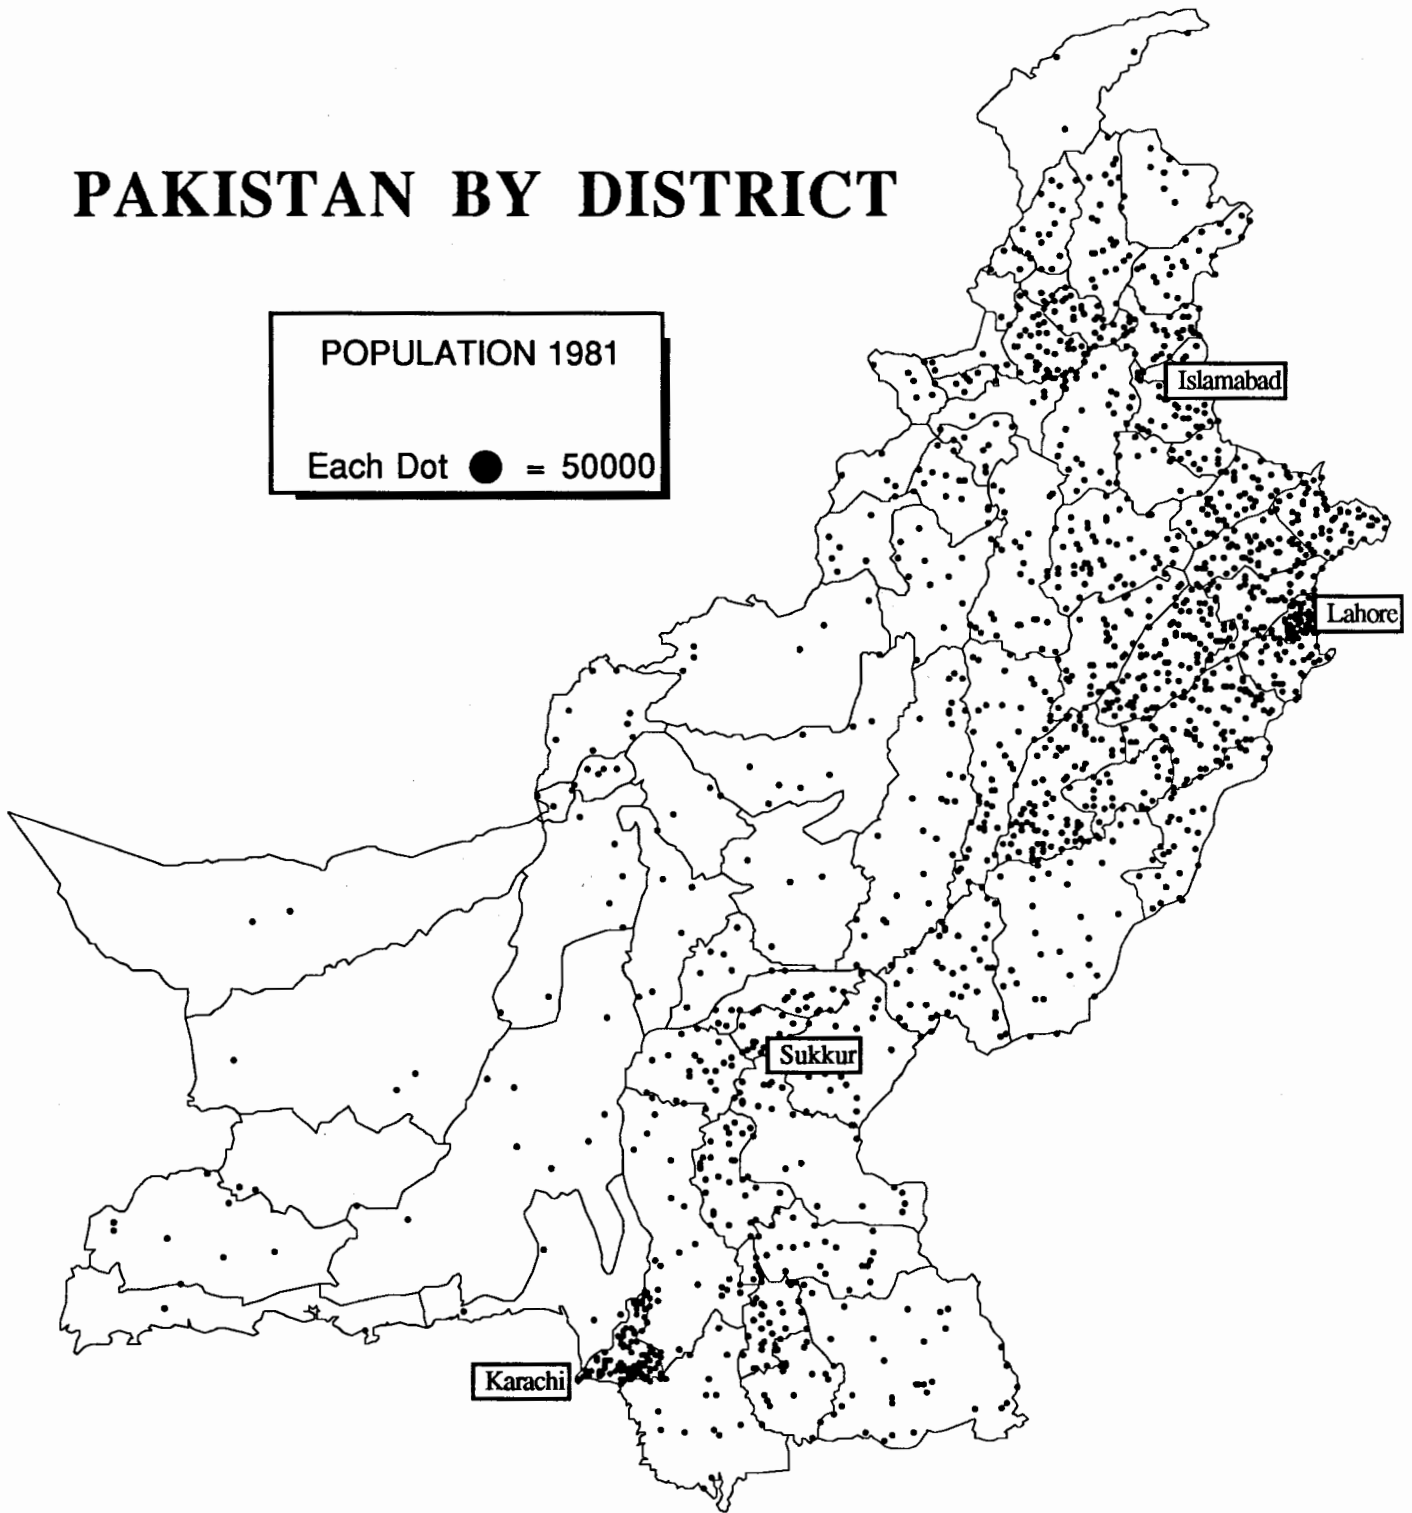 PAKISTAN BY DISTRICT
POPULATION 1981
Each Dot ● = 50000
Islamabad
Lahore
Sukkur
Karachi